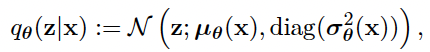 q_θ(z|x) := 𝒩 (z; μ_θ(x), diag(σ²_θ(x))) ,